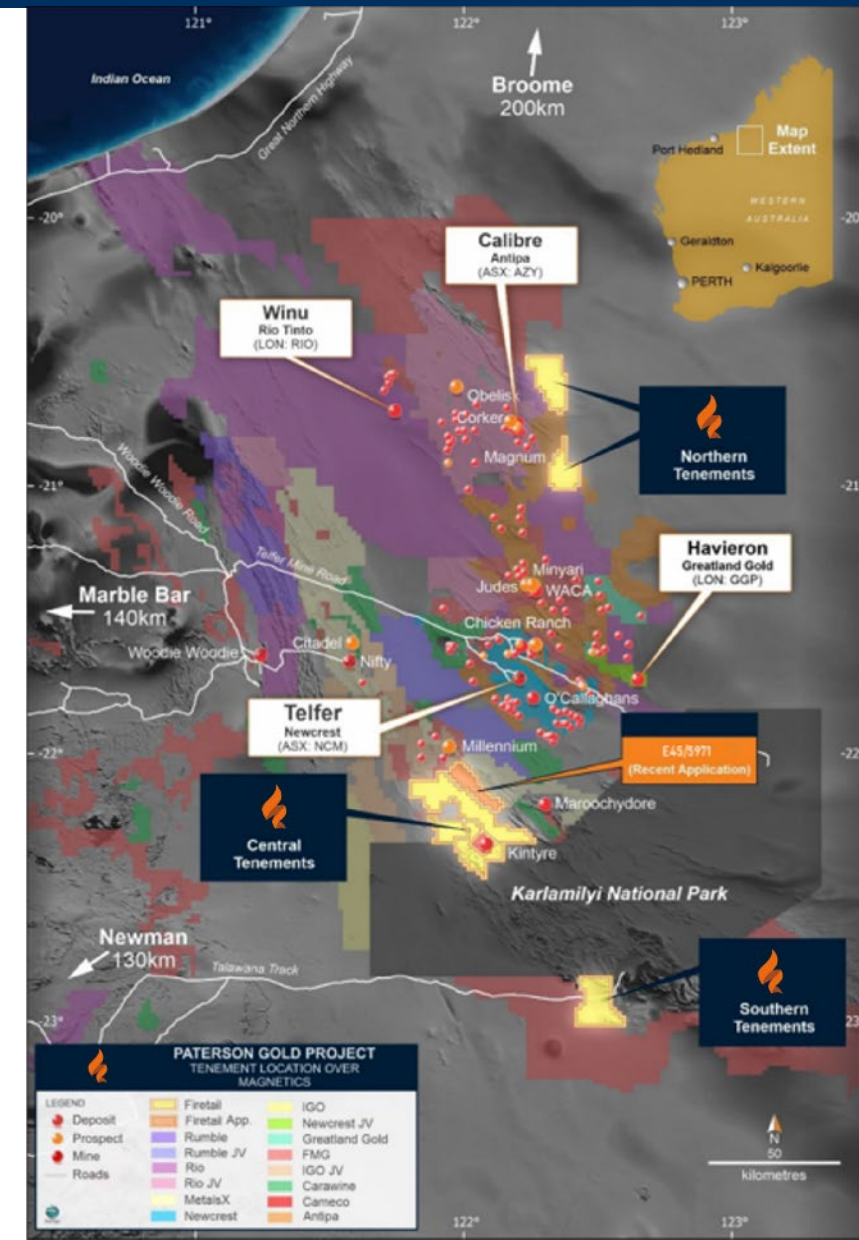 121°
122°
123°
Indian Ocean
Great Northern Highway
Broome
200km
Map
Extent
Port Hedland
WESTERN
AUSTRALIA
Geraldton
Kalgoorlie
PERTH
-20°
-20
Calibre
Antipa
(ASX: AZY)
Winu
Rio Tinto
(LON: RIO)
Obelisk
Corker
Magnum
Northern
Tenements
-21°
-21
Woodie Woodie Road
Telfer Mine Road
Havieron
Greatland Gold
(LON: GGP)
Minyari
Judes
WACA
Marble Bar
140km
Chicken Ranch
Citadel
Woodie Woodie
Nifty
O'Callaghans
Telfer
Newcrest
(ASX: NCM)
-22°
-22
Millennium
E45/5971
(Recent Application)
Maroochydore
Central
Tenements
Kintyre
Karlamilyi National Park
Newman
130km
Talawana Track
Southern
Tenements
-23°
-23
PATERSON GOLD PROJECT
TENEMENT LOCATION OVER
MAGNETICS
LEGEND
Deposit
Prospect
Mine
Roads
Firetail
Firetail App.
Rumble
Rumble JV
Rio
Rio JV
MetalsX
Newcrest
IGO
Newcrest JV
Greatland Gold
FMG
IGO JV
Carawine
Cameco
Antipa
N
50
kilometres
122°
123°